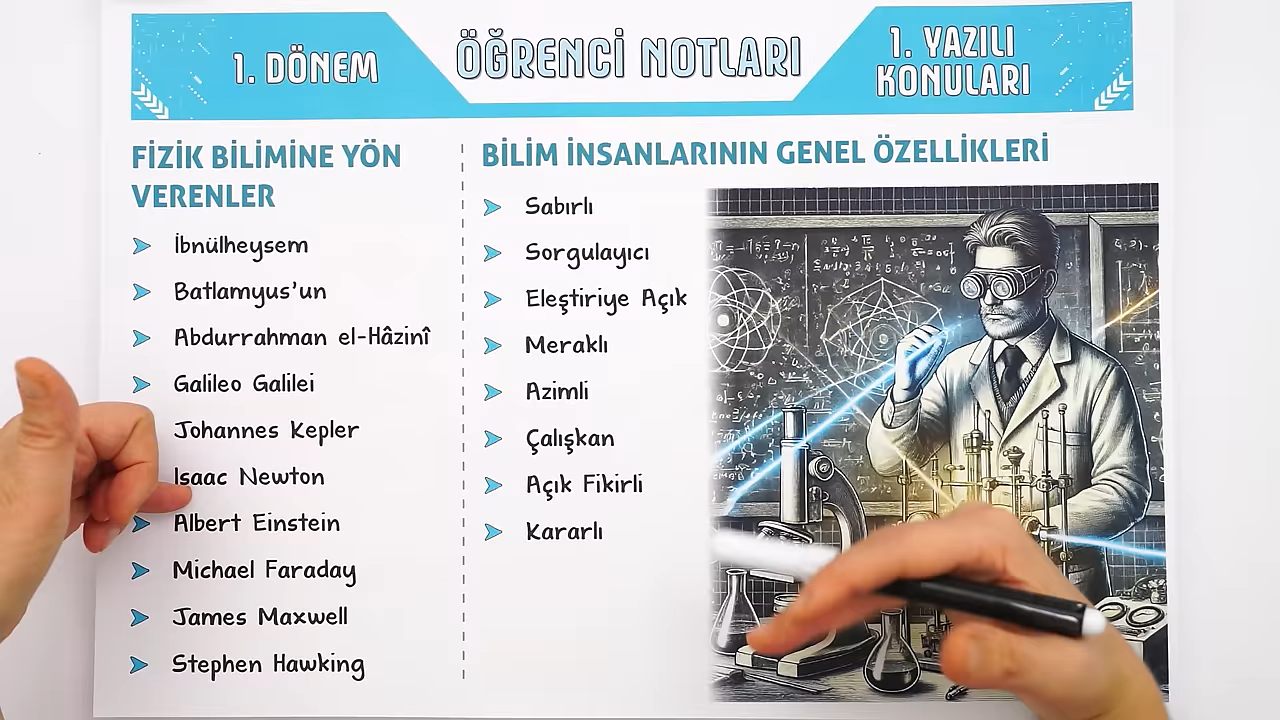 1. DÖNEM
ÖĞRENCİ NOTLARI
1. YAZILI
KONULARI
FİZİK BİLİMİNE YÖN
VERENLER
İbnülheysem
Batlamyus'un
Abdurrahman el-Hâzinî
Galileo Galilei
Johannes Kepler
Isaac Newton
Albert Einstein
Michael Faraday
James Maxwell
Stephen Hawking
BİLİM İNSANLARININ GENEL ÖZELLİKLERİ
Sabırlı
Sorgulayıcı
Eleştiriye Açık
Meraklı
Azimli
Çalışkan
Açık Fikirli
Kararlı